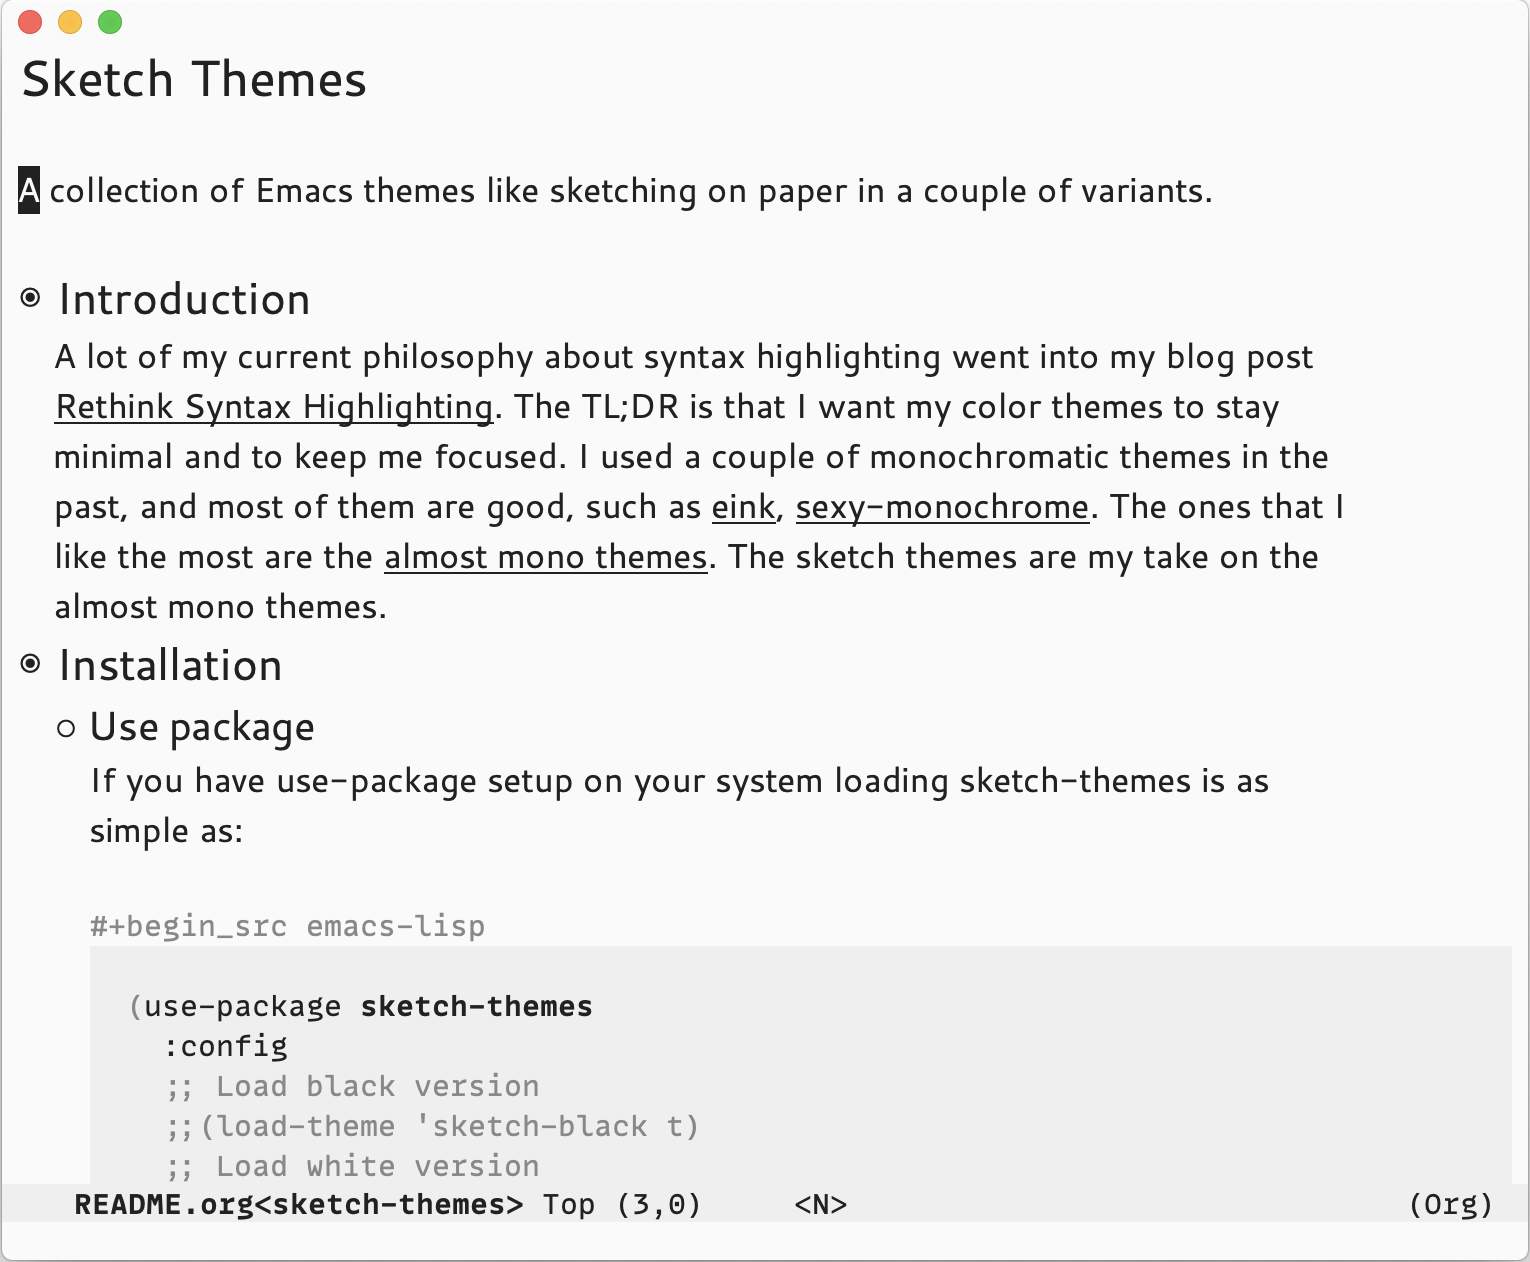 Sketch Themes
A collection of Emacs themes like sketching on paper in a couple of variants.
Introduction
A lot of my current philosophy about syntax highlighting went into my blog post
Rethink Syntax Highlighting. The TL;DR is that I want my color themes to stay
minimal and to keep me focused. I used a couple of monochromatic themes in the
past, and most of them are good, such as eink, sexy-monochrome. The ones that I
like the most are the almost mono themes. The sketch themes are my take on the
almost mono themes.
Installation
Use package
If you have use-package setup on your system loading sketch-themes is as
simple as:
#+begin_src emacs-lisp
(use-package sketch-themes
:config
;; Load black version
;;(load-theme 'sketch-black t)
;; Load white version
README.org<sketch-themes> Top (3,0) <N> (Org)